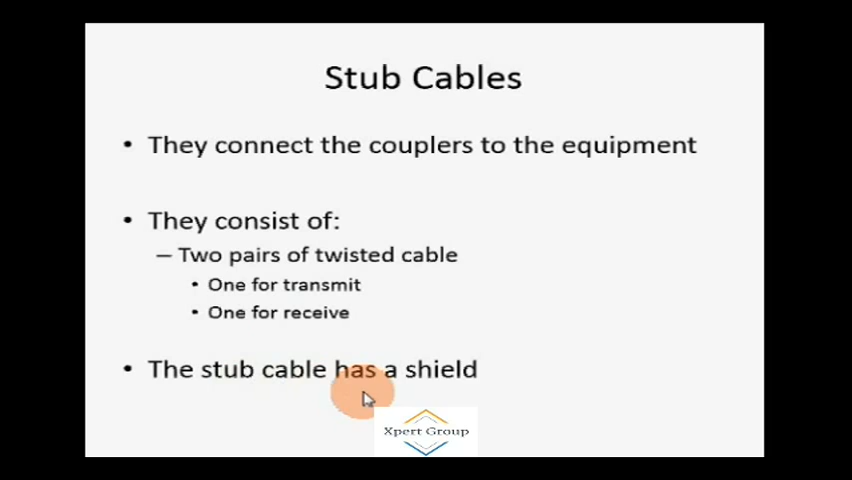 Stub Cables
• They connect the couplers to the equipment
• They consist of:
– Two pairs of twisted cable
• One for transmit
• One for receive
• The stub cable has a shield
Xpert Group